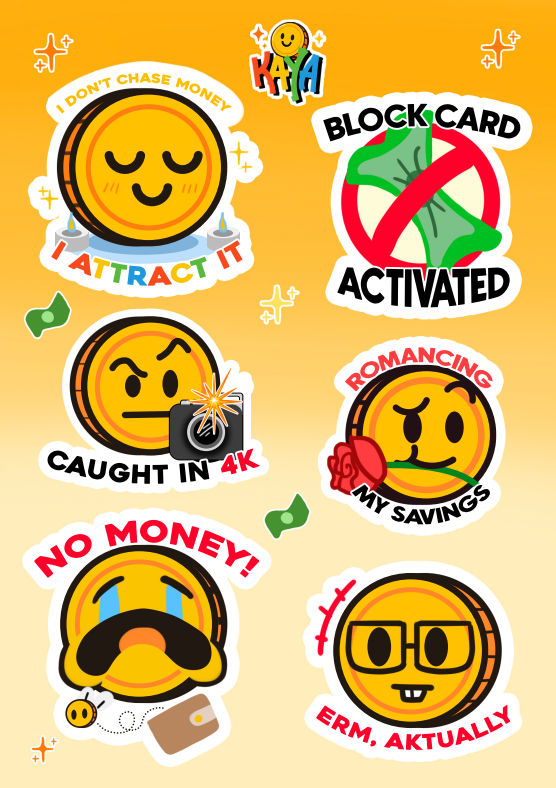 KAYA
I DON'T CHASE MONEY
I ATTRACT IT
BLOCK CARD
ACTIVATED
CAUGHT IN 4K
ROMANCING
MY SAVINGS
NO MONEY!
ERM, AKTUALLY